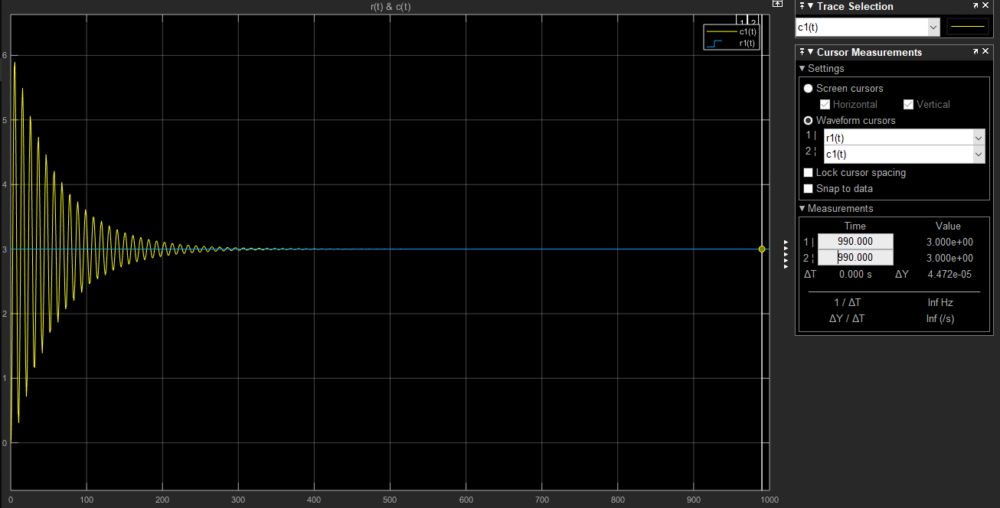 r(t) & c(t)
1 2
c1(t)
r1(t)
6
5
4
3
2
1
0
0 100 200 300 400 500 600 700 800 900 1000
Trace Selection
c1(t)
Cursor Measurements
Settings
Screen cursors
Horizontal Vertical
Waveform cursors
1 | r1(t)
2 ¦ c1(t)
Lock cursor spacing
Snap to data
Measurements
Time Value
1 | 990.000 3.000e+00
2 ¦ 990.000 3.000e+00
ΔT 0.000 s ΔY 4.472e-05
1 / ΔT Inf Hz
ΔY / ΔT Inf (/s)